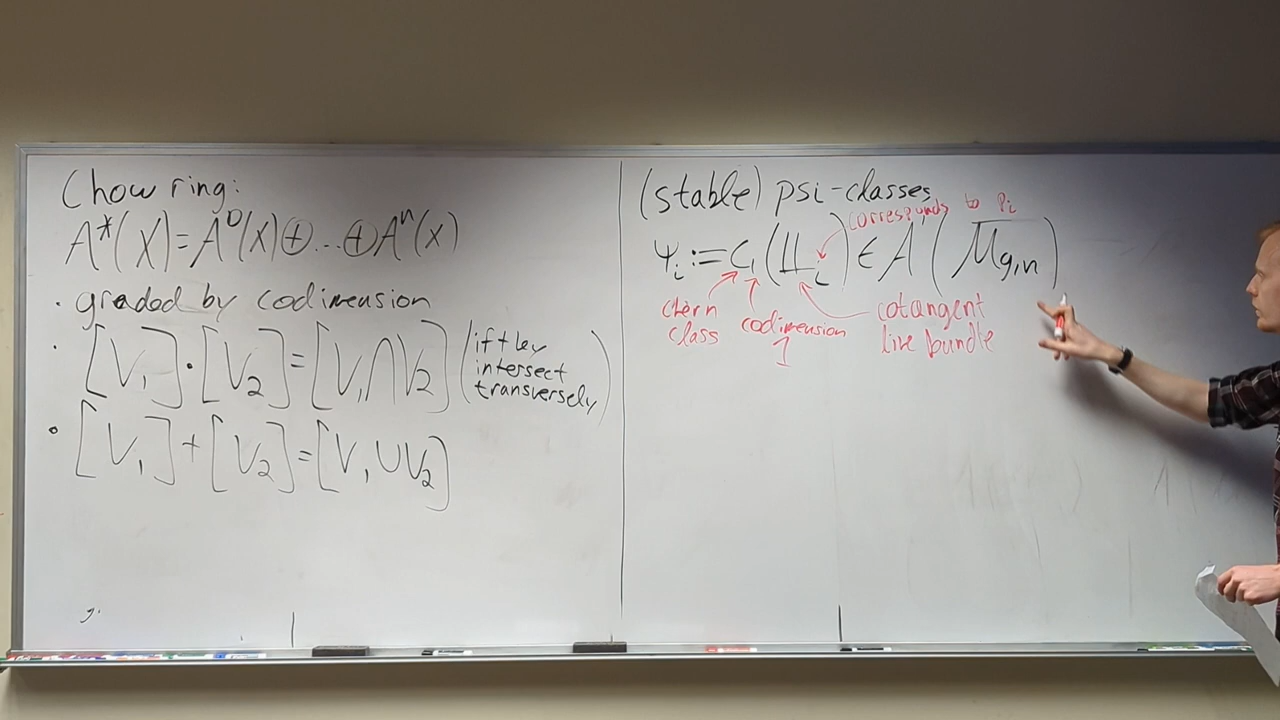 Chow ring:
A*(X)=A⁰(X)⊕...⊕Aⁿ(X)
· graded by codimension
· [V₁]·[V₂]=[V₁∩V₂] (if they
intersect
transversely)
· [V₁]+[V₂]=[V₁∪V₂]
(stable) psi-classes
corresponds to Pᵢ
Ψᵢ:=C₁(𝕃ᵢ)∈A¹(M̅g,n)
chern
class
codimension
1
cotangent
line bundle